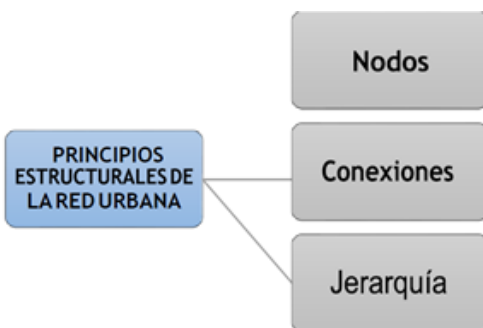 Nodos
PRINCIPIOS
ESTRUCTURALES DE
LA RED URBANA
Conexiones
Jerarquía